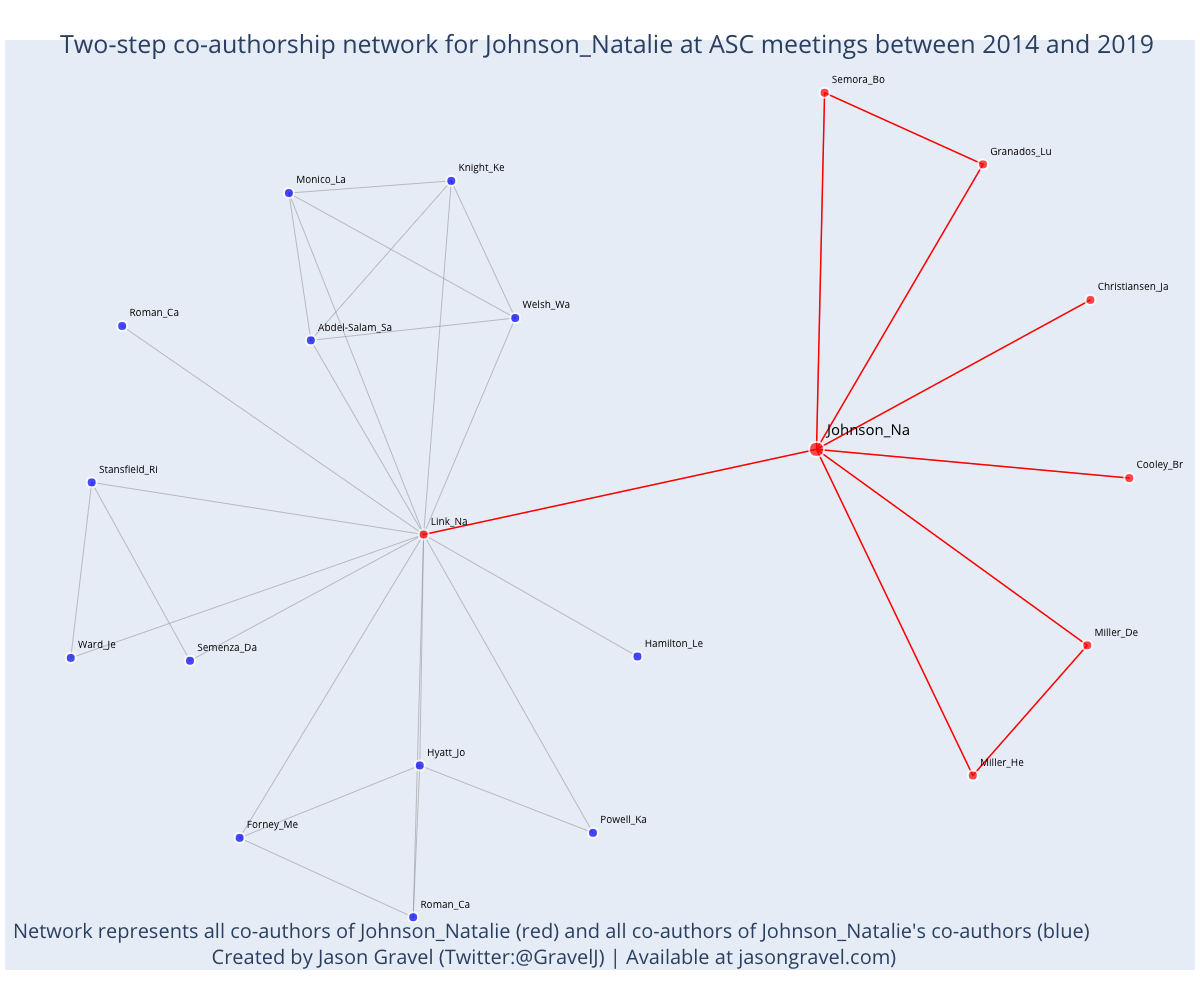 Two-step co-authorship network for Johnson_Natalie at ASC meetings between 2014 and 2019
Semora_Bo
Granados_Lu
Knight_Ke
Monico_La
Christiansen_Ja
Welsh_Wa
Roman_Ca
Abdel-Salam_Sa
Johnson_Na
Cooley_Br
Stansfield_Ri
Link_Na
Miller_De
Ward_Je
Semenza_Da
Hamilton_Le
Hyatt_Jo
Miller_He
Forney_Me
Powell_Ka
Roman_Ca
Network represents all co-authors of Johnson_Natalie (red) and all co-authors of Johnson_Natalie's co-authors (blue)
Created by Jason Gravel (Twitter:@GravelJ) | Available at jasongravel.com)